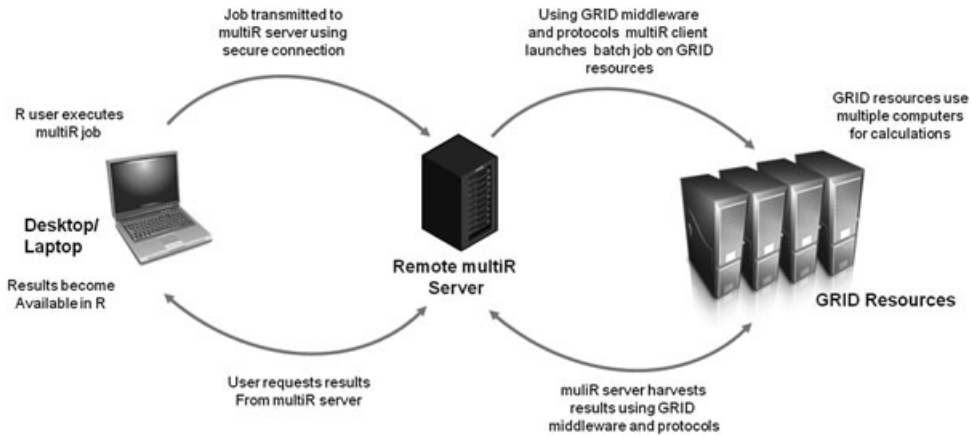 Job transmitted to
multiR server using
secure connection
Using GRID middleware
and protocols multiR client
launches batch job on GRID
resources
R user executes
multiR job
GRID resources use
multiple computers
for calculations
Desktop/
Laptop
Remote multiR
Server
GRID Resources
Results become
Available in R
User requests results
From multiR server
muliR server harvests
results using GRID
middleware and protocols